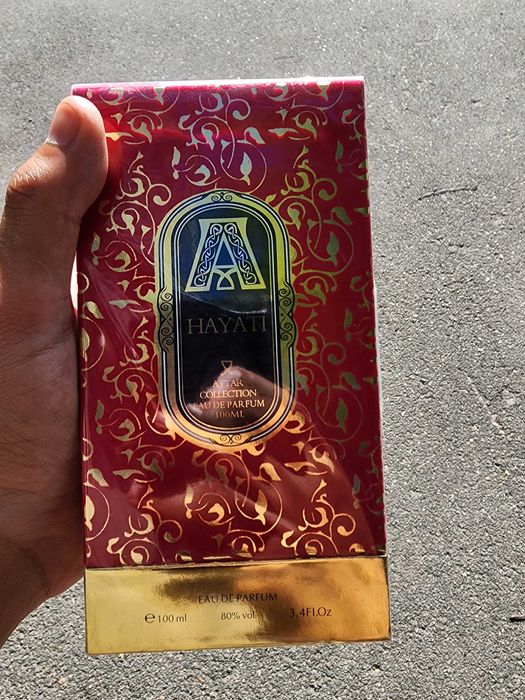 A
HAYATI
ATTAR
COLLECTION
EAU DE PARFUM
100ML
EAU DE PARFUM
e 100 ml 80% vol 3.4Fl.Oz